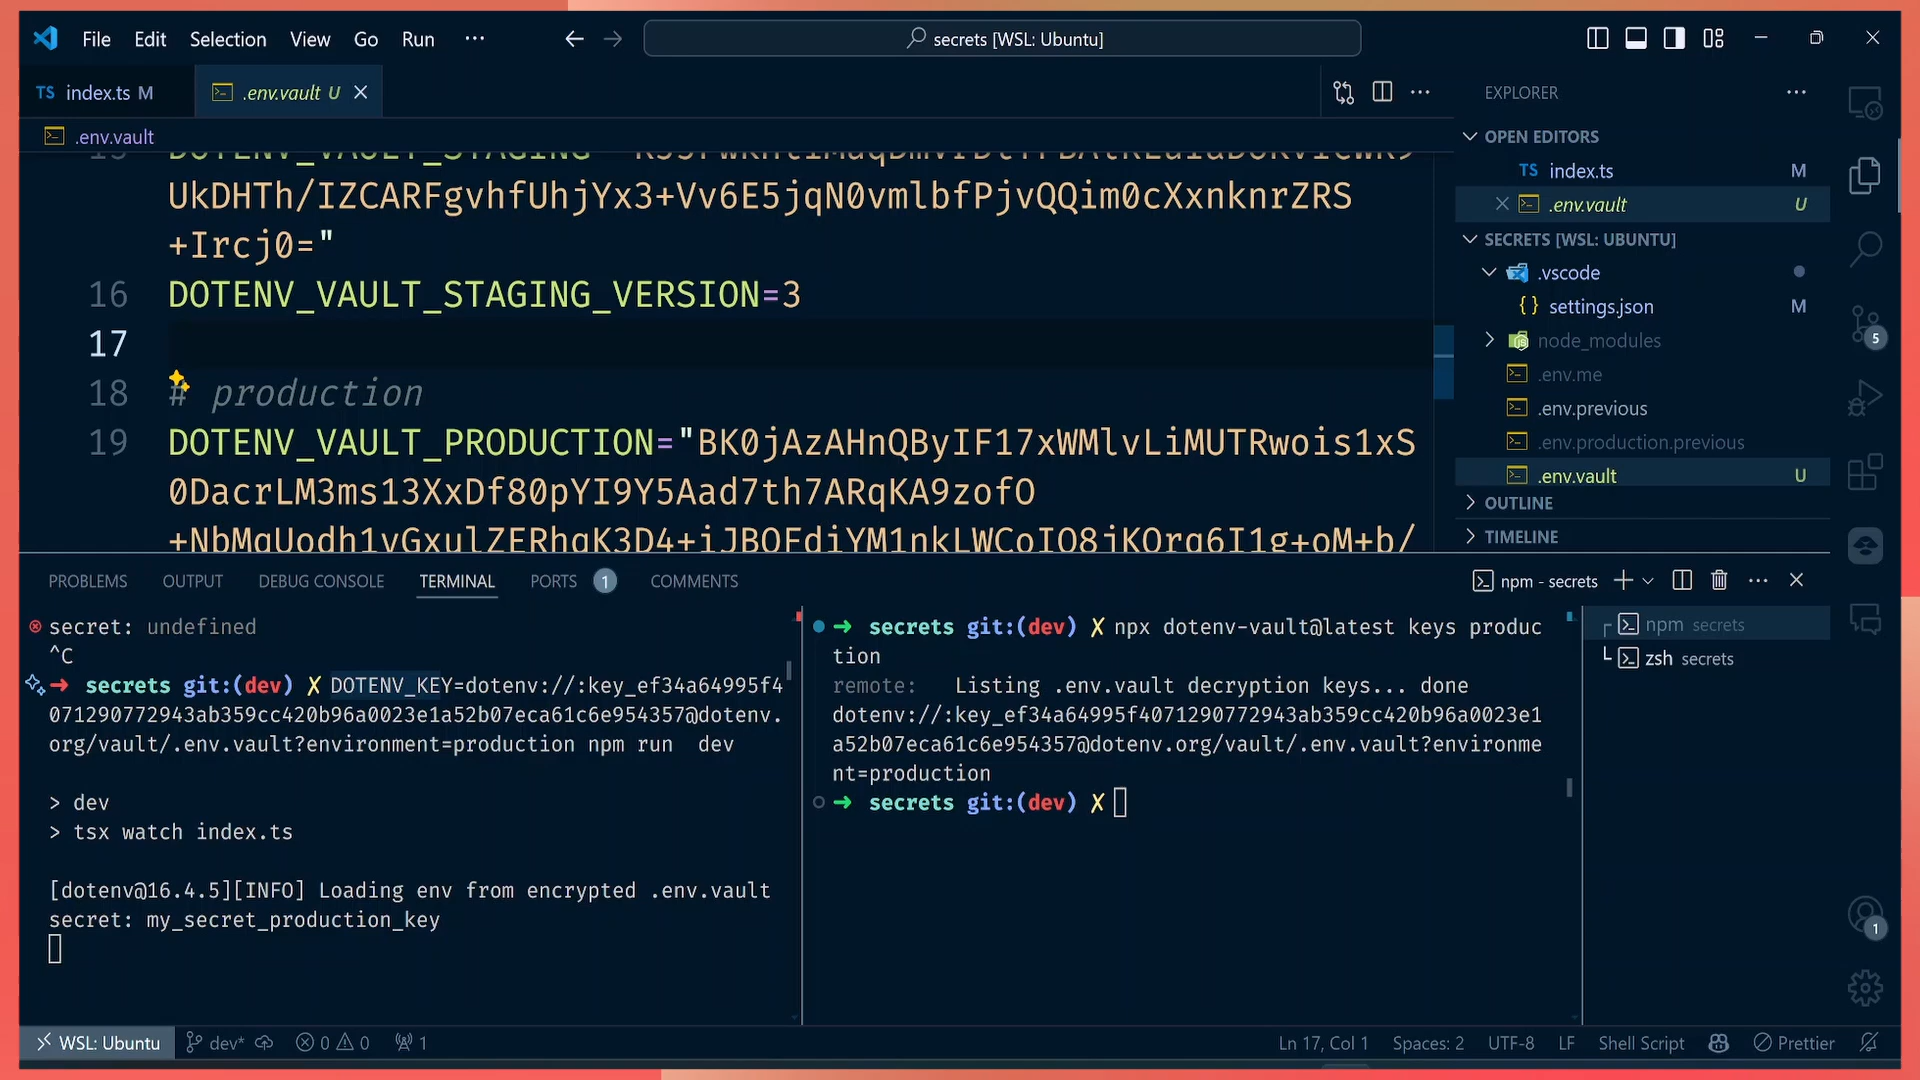 File Edit Selection View Go Run ···
secrets [WSL: Ubuntu]
TS index.ts M
.env.vault U
.env.vault
UkDHTh/IZCARFgvhfUhjYx3+Vv6E5jqN0vmlbfPjvQQim0cXxnknrZRS
+Ircj0="
16 DOTENV_VAULT_STAGING_VERSION=3
17
18 # production
19 DOTENV_VAULT_PRODUCTION="BK0jAzAHnQByIF17xWMlvLiMUTRwois1xS
0DacrLM3ms13XxDf80pYI9Y5Aad7th7ARqKA9zofO
EXPLORER
OPEN EDITORS
TS index.ts M
.env.vault U
SECRETS [WSL: UBUNTU]
.vscode
{} settings.json M
node_modules
.env.me
.env.previous
.env.production.previous
.env.vault U
OUTLINE
TIMELINE
5
1
PROBLEMS OUTPUT DEBUG CONSOLE TERMINAL PORTS 1 COMMENTS
npm - secrets
secret: undefined
^C
➜ secrets git:(dev) ✗ DOTENV_KEY=dotenv://:key_ef34a64995f4
071290772943ab359cc420b96a0023e1a52b07eca61c6e954357@dotenv.
org/vault/.env.vault?environment=production npm run dev
> dev
> tsx watch index.ts
[dotenv@16.4.5][INFO] Loading env from encrypted .env.vault
secret: my_secret_production_key
➜ secrets git:(dev) ✗ npx dotenv-vault@latest keys produc
tion
remote: Listing .env.vault decryption keys... done
dotenv://:key_ef34a64995f4071290772943ab359cc420b96a0023e1
a52b07eca61c6e954357@dotenv.org/vault/.env.vault?environme
nt=production
➜ secrets git:(dev) ✗
npm secrets
zsh secrets
WSL: Ubuntu dev* 0 0 1
Ln 17, Col 1 Spaces: 2 UTF-8 LF Shell Script Prettier